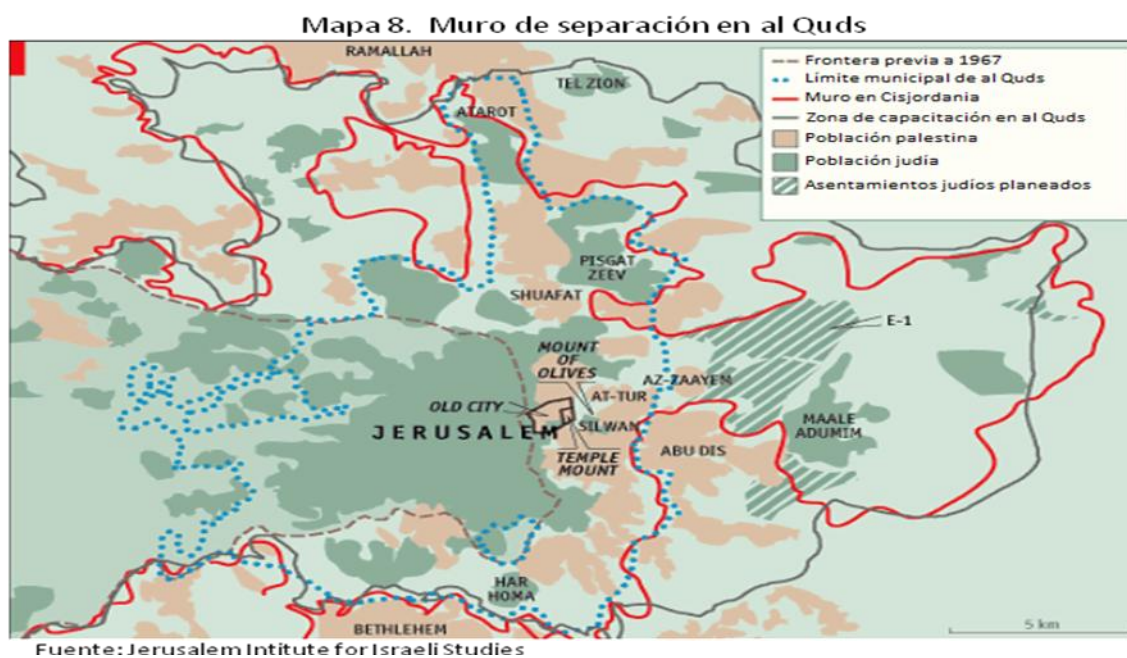 Mapa 8. Muro de separación en al Quds
RAMALLAH
Frontera previa a 1967
Límite municipal de al Quds
Muro en Cisjordania
Zona de capacitación en al Quds
Población palestina
Población judía
Asentamientos judíos planeados
TEL ZION
ATAROT
PISGAT
ZEEV
SHUAFAT
E-1
MOUNT
OF
OLIVES
AZ-ZAAYEM
AT-TUR
OLD CITY
JERUSALEM
SILWAN
TEMPLE
MOUNT
ABU DIS
MAALE
ADUMIM
HAR
HOMA
BETHLEHEM
5 km
Fuente: Jerusalem Intitute for Israeli Studies